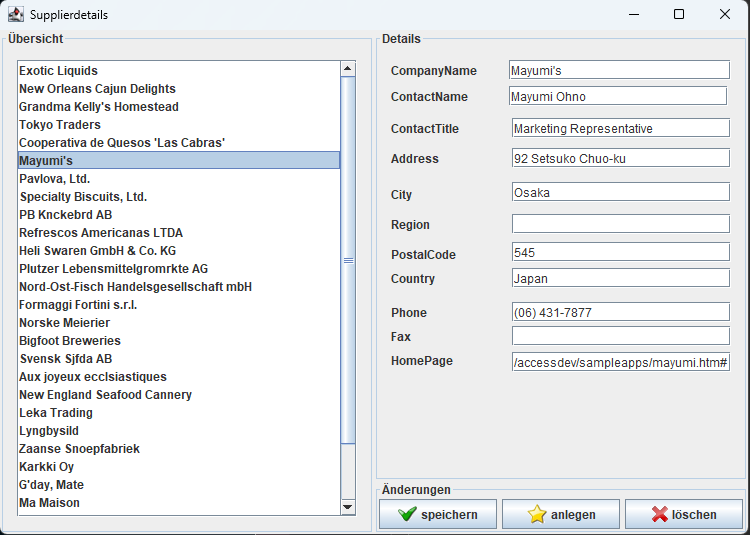 Supplierdetails
Übersicht
Exotic Liquids
New Orleans Cajun Delights
Grandma Kelly's Homestead
Tokyo Traders
Cooperativa de Quesos 'Las Cabras'
Mayumi's
Pavlova, Ltd.
Specialty Biscuits, Ltd.
PB Knckebrd AB
Refrescos Americanas LTDA
Heli Swaren GmbH & Co. KG
Plutzer Lebensmittelgromrkte AG
Nord-Ost-Fisch Handelsgesellschaft mbH
Formaggi Fortini s.r.l.
Norske Meierier
Bigfoot Breweries
Svensk Sjfda AB
Aux joyeux ecclsiastiques
New England Seafood Cannery
Leka Trading
Lyngbysild
Zaanse Snoepfabriek
Karkki Oy
G'day, Mate
Ma Maison
Details
CompanyName Mayumi's
ContactName Mayumi Ohno
ContactTitle Marketing Representative
Address 92 Setsuko Chuo-ku
City Osaka
Region
PostalCode 545
Country Japan
Phone (06) 431-7877
Fax
HomePage /accessdev/sampleapps/mayumi.htm#
Änderungen
speichern anlegen löschen